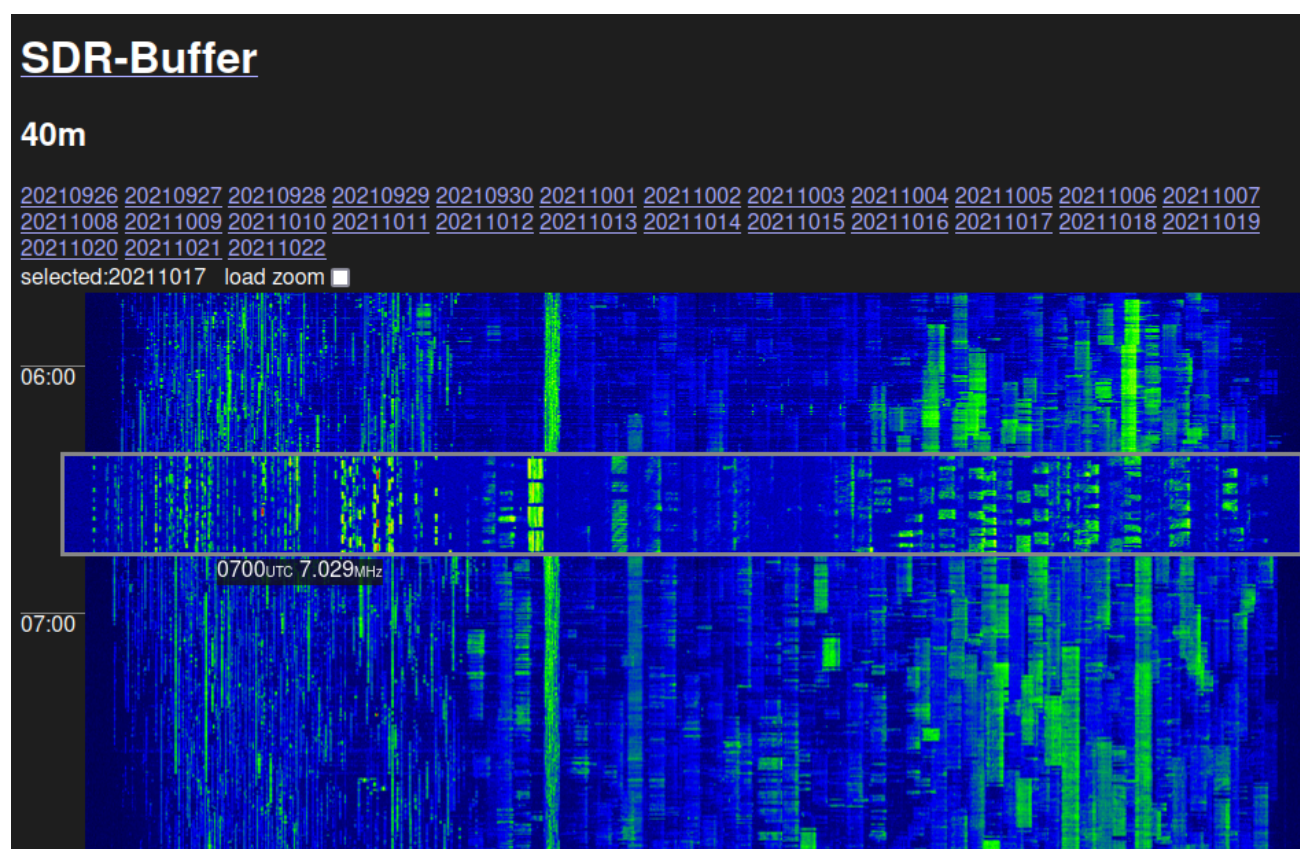 SDR-Buffer
40m
20210926 20210927 20210928 20210929 20210930 20211001 20211002 20211003 20211004 20211005 20211006 20211007
20211008 20211009 20211010 20211011 20211012 20211013 20211014 20211015 20211016 20211017 20211018 20211019
20211020 20211021 20211022
selected:20211017 load zoom
06:00
0700UTC 7.029MHz
07:00